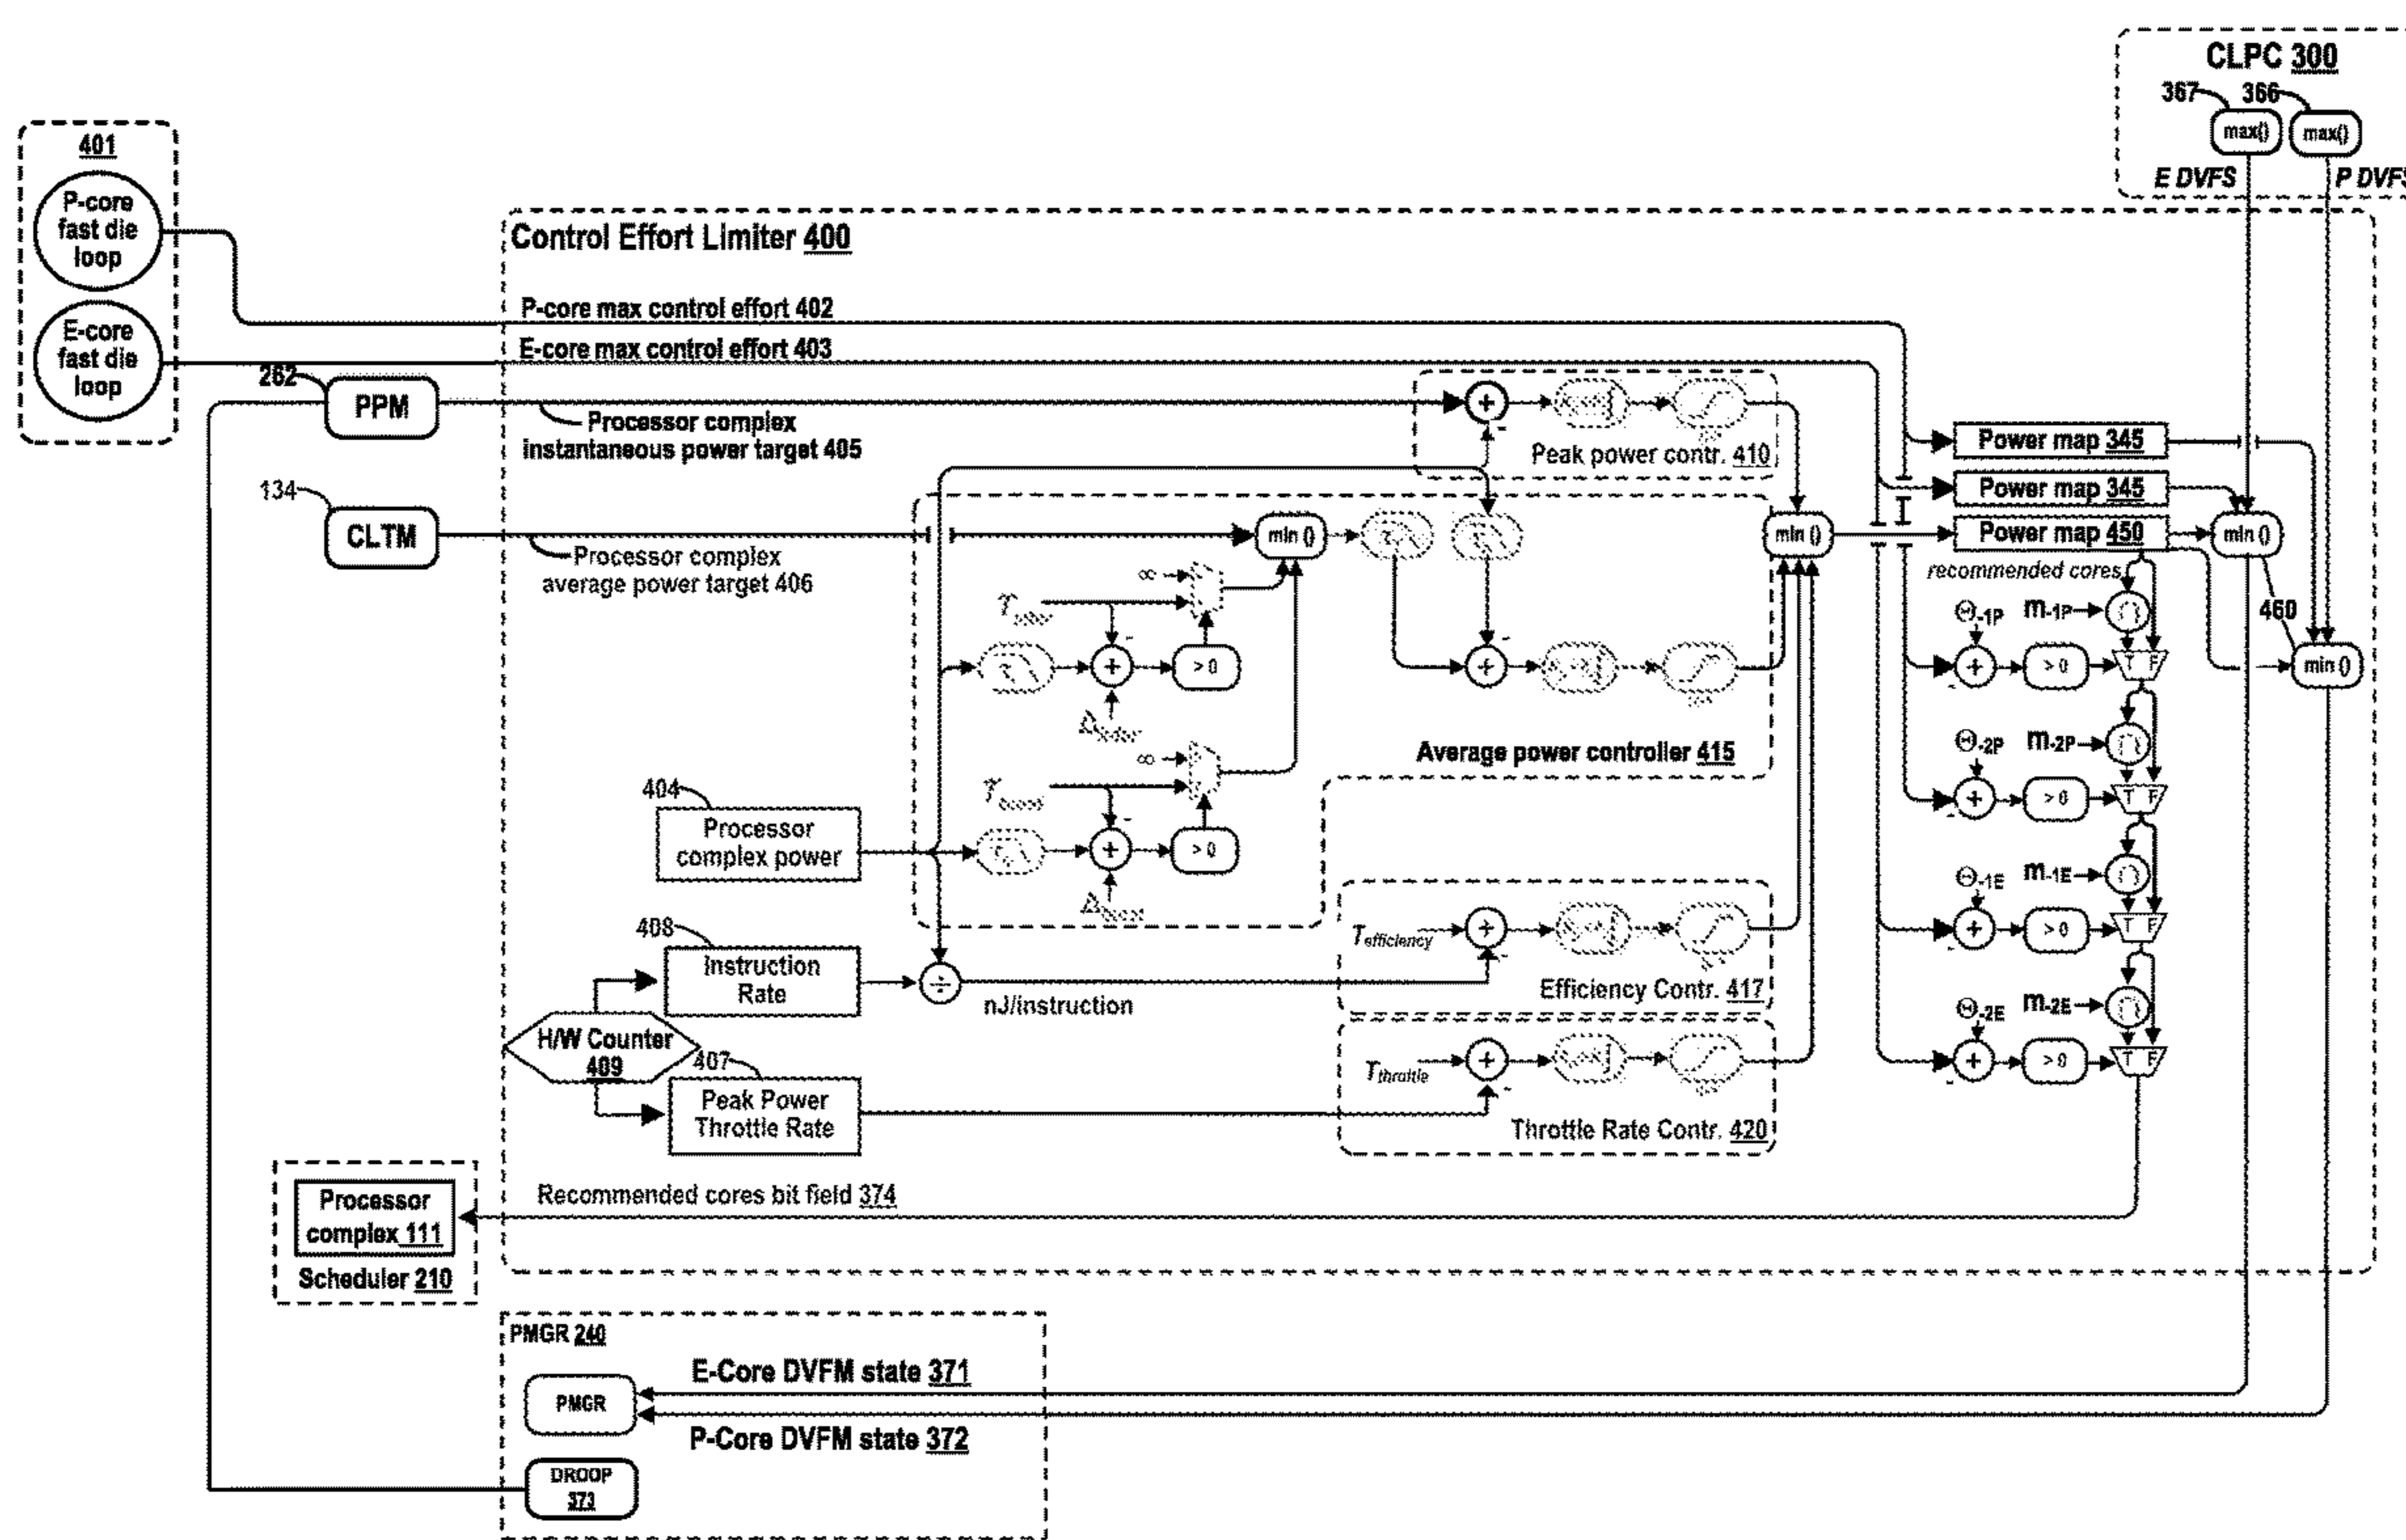 CLPC 300
367
366
max()
max()
E DVFS
P DVFS
401
P-core
fast die
loop
E-core
fast die
loop
Control Effort Limiter 400
P-core max control effort 402
E-core max control effort 403
262
PPM
Processor complex
instantaneous power target 405
+
-
Peak power contr. 410
134
CLTM
Processor complex
average power target 406
min ()
min ()
∞
+
-
> 0
∞
+
-
> 0
+
-
Average power controller 415
Power map 345
Power map 345
Power map 450
recommended cores
min ()
460
min ()
Θ-1P
m-1P
+
-
> 0
T F
Θ-2P
m-2P
+
-
> 0
T F
Θ-1E
m-1E
+
-
> 0
T F
Θ-2E
m-2E
+
-
> 0
T F
404
Processor
complex power
408
Instruction
Rate
÷
nJ/instruction
Tefficiency
+
-
Efficiency Contr. 417
H/W Counter
409
407
Peak Power
Throttle Rate
Tthrottle
+
-
Throttle Rate Contr. 420
Recommended cores bit field 374
Processor
complex 111
Scheduler 210
PMGR 240
PMGR
E-Core DVFM state 371
P-Core DVFM state 372
DROOP
373